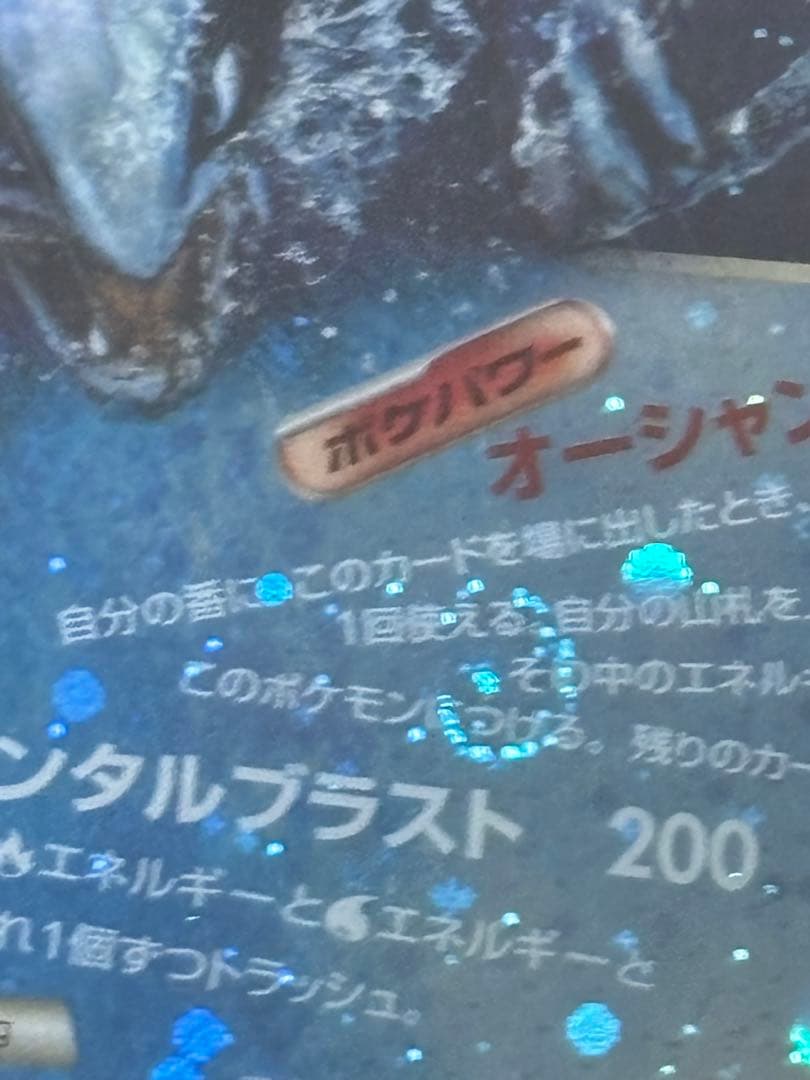 ポケパワー
オーシャン
自分の番に、このカードを場に出したとき、
1回使える。自分の山札を
その中のエネルギ
このポケモンにつける。残りのカー
ンタルブラスト 200
エネルギーとエネルギーと
れ1個ずつトラッシュ。
g